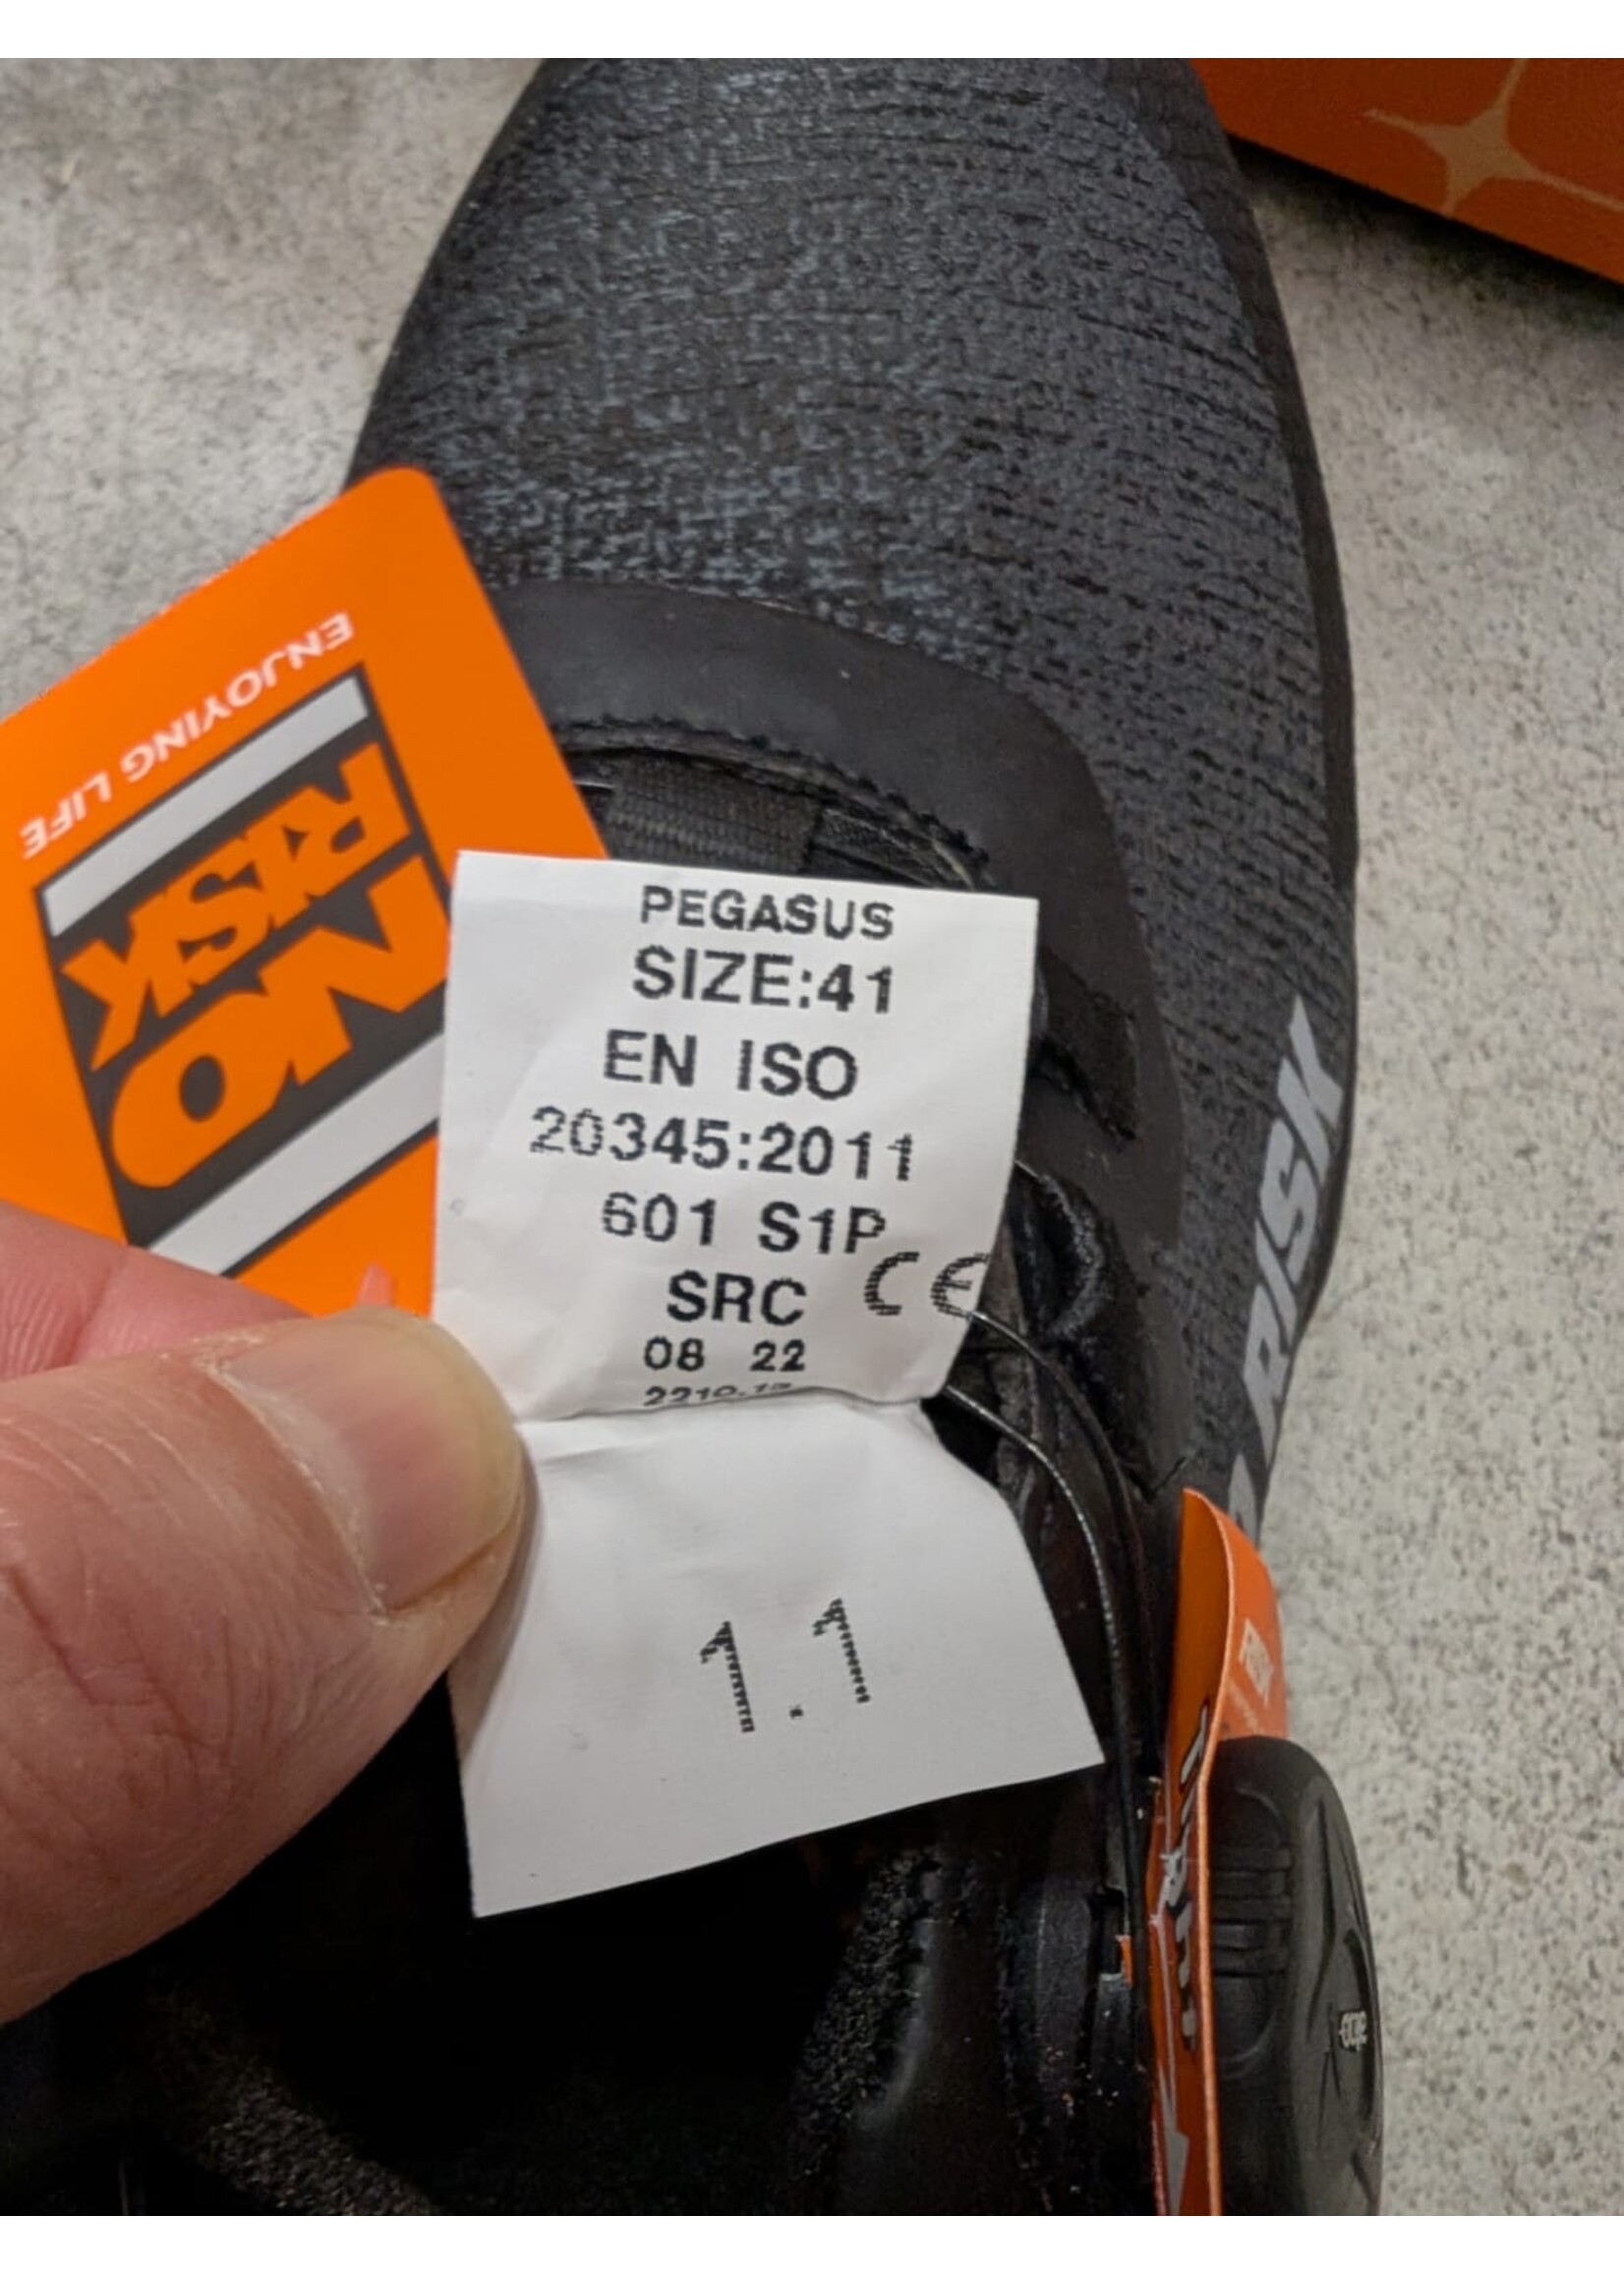 ENJOYING LIFE
NO
RISK
PEGASUS
SIZE:41
EN ISO
20345:2011
601 S1P
SRC CE
08 22
1.1
RISK